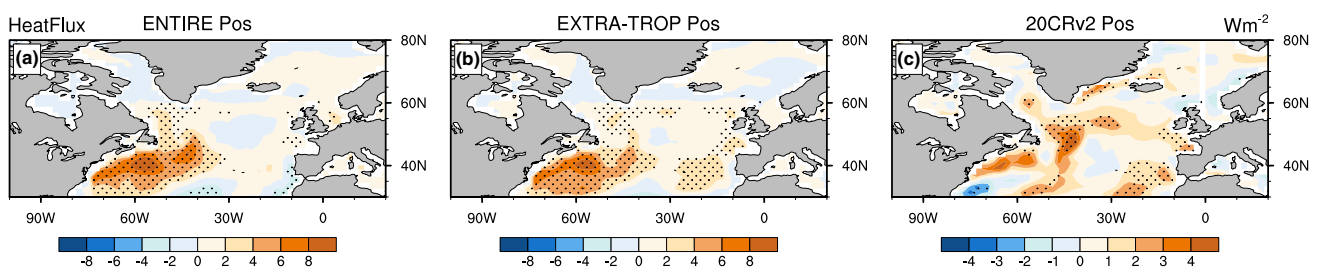 HeatFlux ENTIRE Pos EXTRA-TROP Pos 20CRv2 Pos Wm-2
(a) (b) (c)
80N 80N 80N
60N 60N 60N
40N 40N 40N
90W 60W 30W 0 90W 60W 30W 0 90W 60W 30W 0
-8 -6 -4 -2 0 2 4 6 8 -8 -6 -4 -2 0 2 4 6 8 -4 -3 -2 -1 0 1 2 3 4